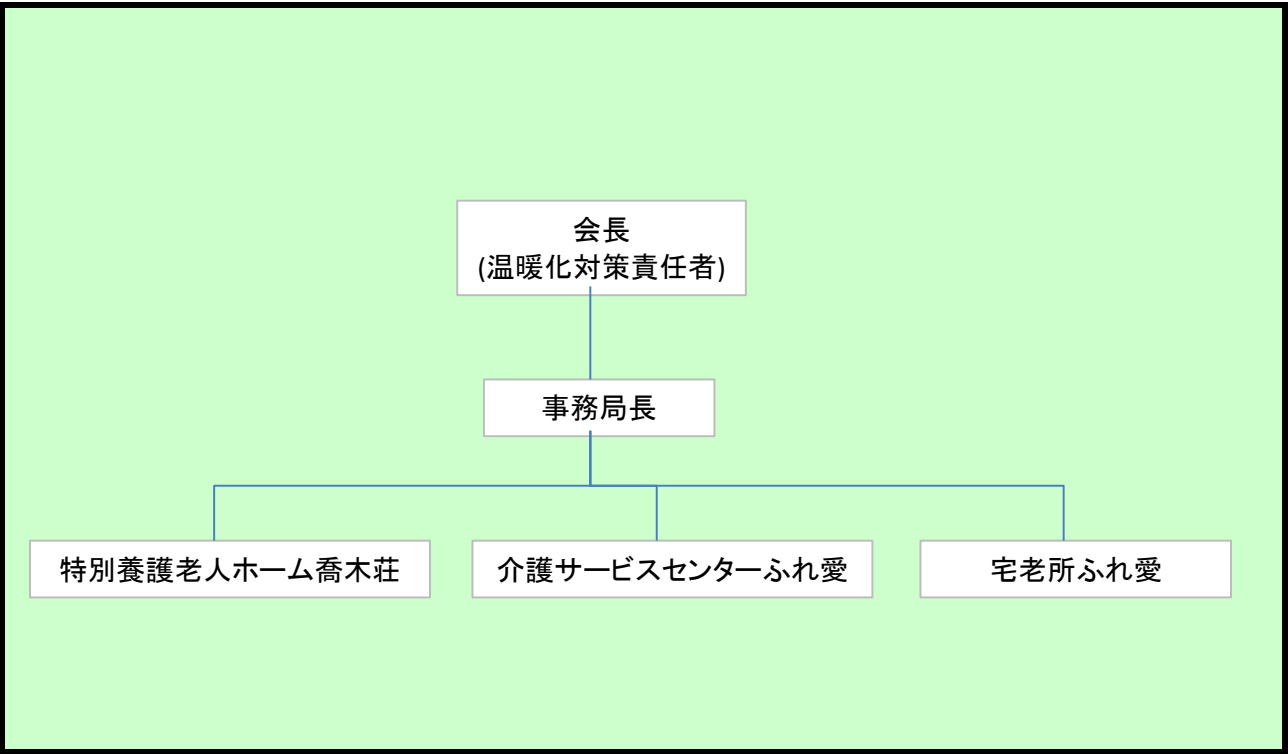 会長
(温暖化対策責任者)
事務局長
特別養護老人ホーム喬木荘
介護サービスセンターふれ愛
宅老所ふれ愛